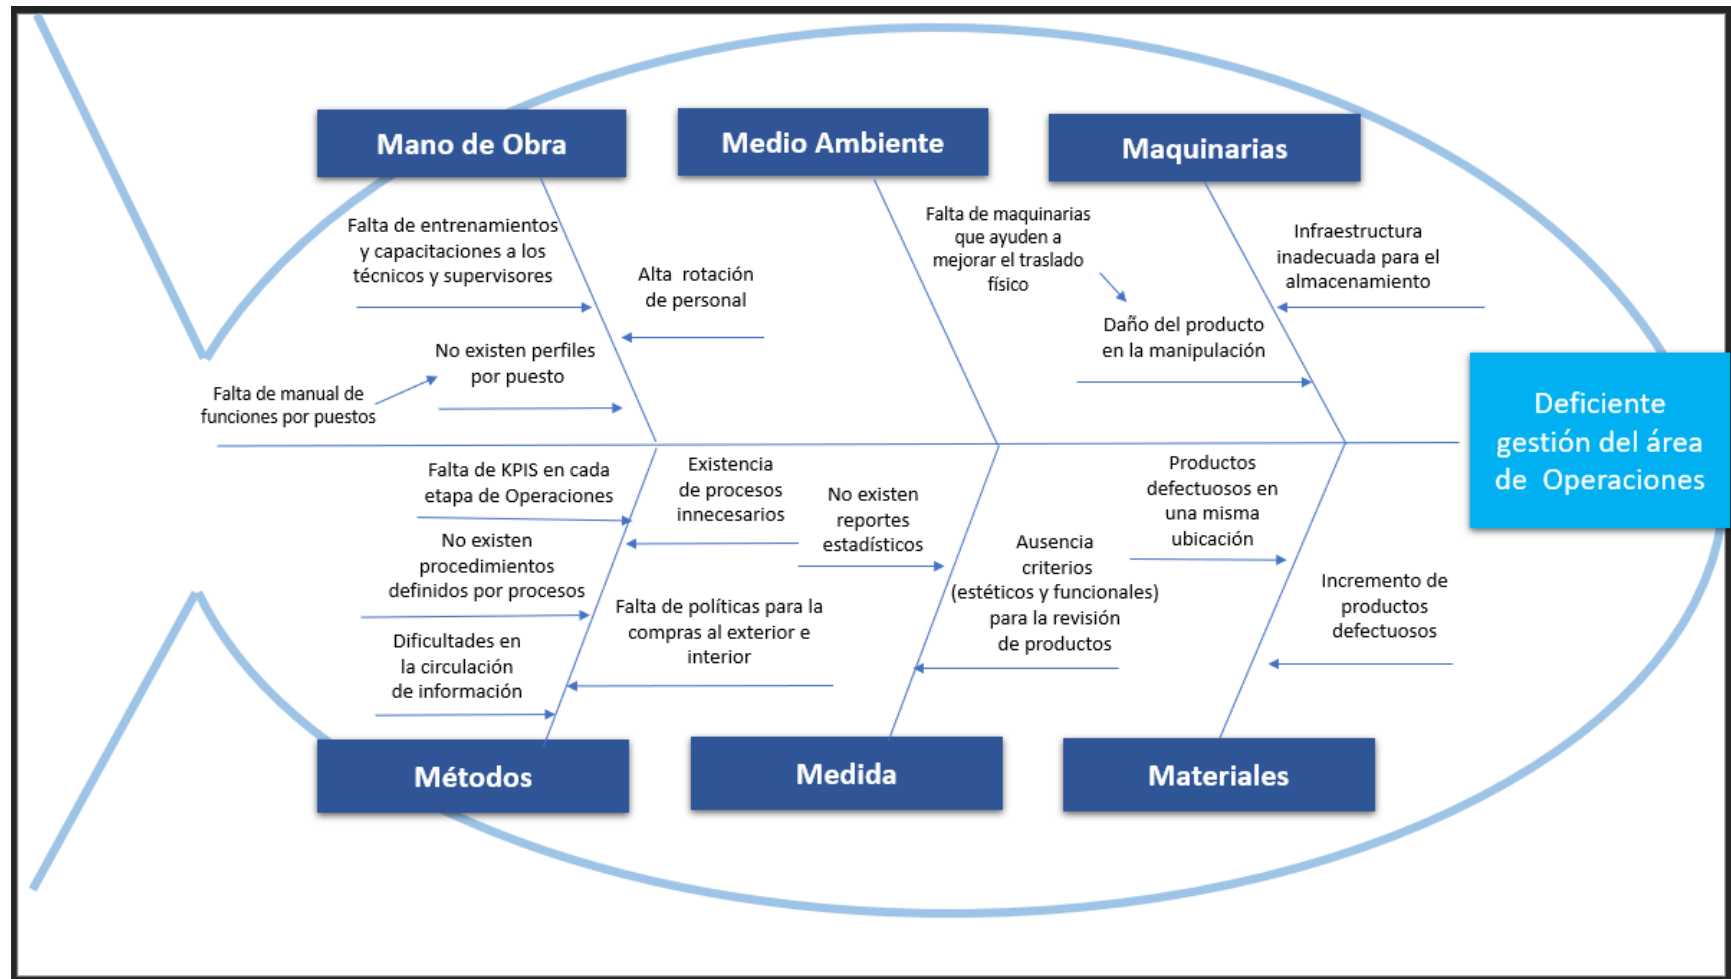 Mano de Obra
Medio Ambiente
Maquinarias
Falta de entrenamientos
y capacitaciones a los
técnicos y supervisores
Alta rotación
de personal
No existen perfiles
por puesto
Falta de manual de
funciones por puestos
Falta de maquinarias
que ayuden a
mejorar el traslado
físico
Daño del producto
en la manipulación
Infraestructura
inadecuada para el
almacenamiento
Deficiente
gestión del área
de Operaciones
Falta de KPIS en cada
etapa de Operaciones
Existencia
de procesos
innecesarios
No existen
procedimientos
definidos por procesos
Falta de políticas para la
compras al exterior e
interior
Dificultades en
la circulación
de información
No existen
reportes
estadísticos
Ausencia
criterios
(estéticos y funcionales)
para la revisión
de productos
Productos
defectuosos en
una misma
ubicación
Incremento de
productos
defectuosos
Métodos
Medida
Materiales